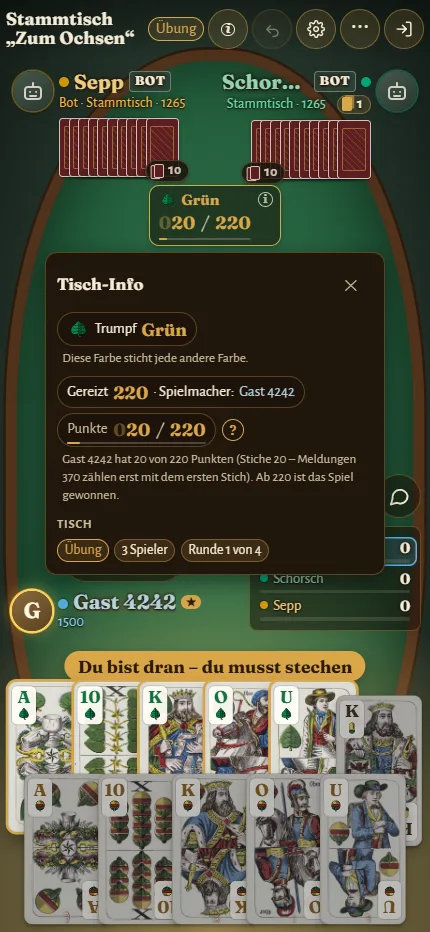 Stammtisch
„Zum Ochsen“
Übung
Sepp BOT
Bot · Stammtisch · 1265
Schor… BOT
Stammtisch · 1265
1
10
10
Grün
020 / 220
Tisch-Info
Trumpf Grün
Diese Farbe sticht jede andere Farbe.
Gereizt 220 · Spielmacher: Gast 4242
Punkte 020 / 220 ?
Gast 4242 hat 20 von 220 Punkten (Stiche 20 – Meldungen
370 zählen erst mit dem ersten Stich). Ab 220 ist das Spiel
gewonnen.
TISCH
Übung 3 Spieler Runde 1 von 4
0
Schorsch 0
Sepp 0
G
Gast 4242
1500
Du bist dran – du musst stechen
A 10 K O U K
A 10 K O U